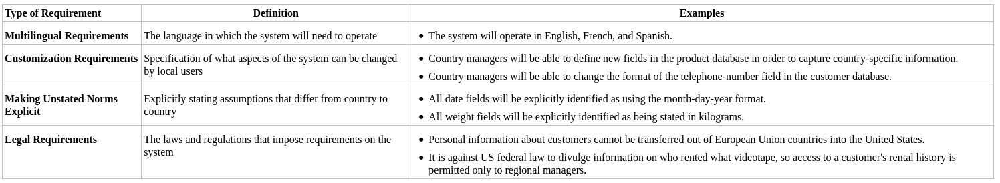 Type of Requirement Definition Examples
Multilingual Requirements The language in which the system will need to operate • The system will operate in English, French, and Spanish.
Customization Requirements Specification of what aspects of the system can be changed
by local users
• Country managers will be able to define new fields in the product database in order to capture country-specific information.
• Country managers will be able to change the format of the telephone-number field in the customer database.
Making Unstated Norms
Explicit
Explicitly stating assumptions that differ from country to
country
• All date fields will be explicitly identified as using the month-day-year format.
• All weight fields will be explicitly identified as being stated in kilograms.
Legal Requirements
The laws and regulations that impose requirements on the
system
• Personal information about customers cannot be transferred out of European Union countries into the United States.
• It is against US federal law to divulge information on who rented what videotape, so access to a customer's rental history is
permitted only to regional managers.